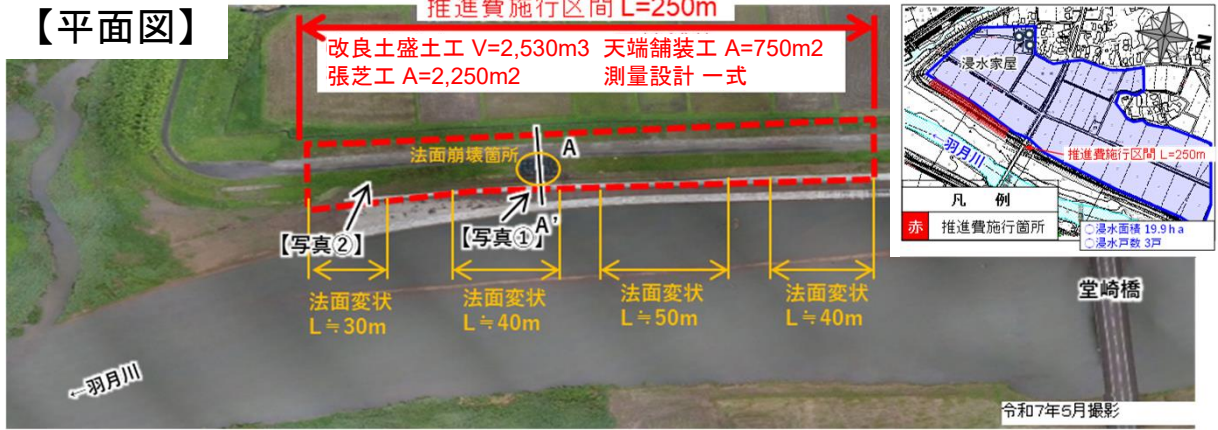 【平面図】
推進費施行区間 L=250m
改良土盛土工 V=2,530m3 天端舗装工 A=750m2
張芝工 A=2,250m2 測量設計 一式
法面崩壊箇所
A
A'
【写真②】
【写真①】
法面変状
L≒30m
法面変状
L≒40m
法面変状
L≒50m
法面変状
L≒40m
堂崎橋
←羽月川
令和7年5月撮影
N
浸水家屋
←羽月川
推進費施行区間 L=250m
凡 例
赤 推進費施行箇所
○浸水面積 19.9ha
○浸水戸数 3戸